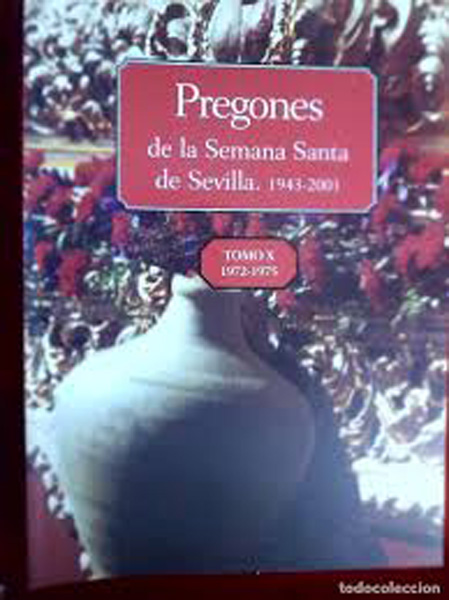 Pregones
de la Semana Santa
de Sevilla. 1943-2001
TOMO X
1972-1975
todocoleccion